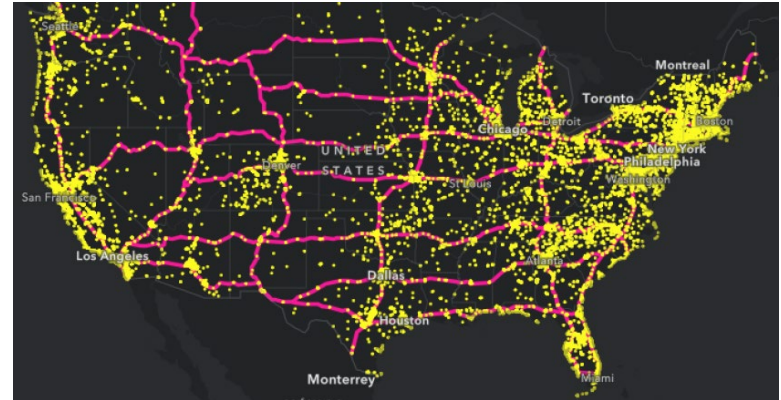 Seattle
Montreal
Toronto
Boston
Detroit
Chicago
New York
Philadelphia
UNITED
STATES
Denver
Washington
St Louis
San Francisco
Los Angeles
Atlanta
Dallas
Houston
Monterrey
Miami